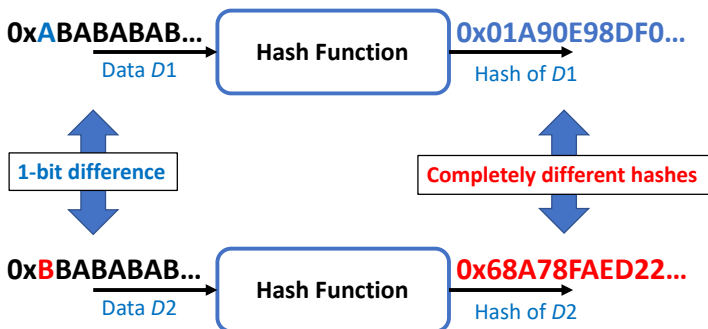 0xABABABAB... Hash Function 0x01A90E98DF0...
Data D1 Hash of D1
1-bit difference Completely different hashes
0xBBABABAB... Hash Function 0x68A78FAED22...
Data D2 Hash of D2